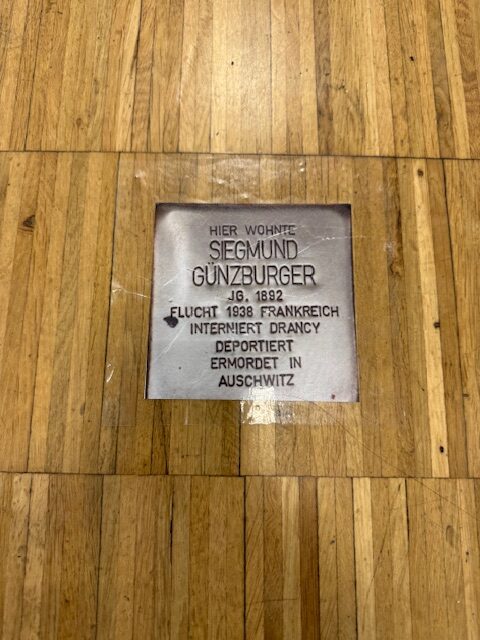 HIER WOHNTE
SIEGMUND
GÜNZBURGER
JG. 1892
FLUCHT 1938 FRANKREICH
INTERNIERT DRANCY
DEPORTIERT
ERMORDET IN
AUSCHWITZ